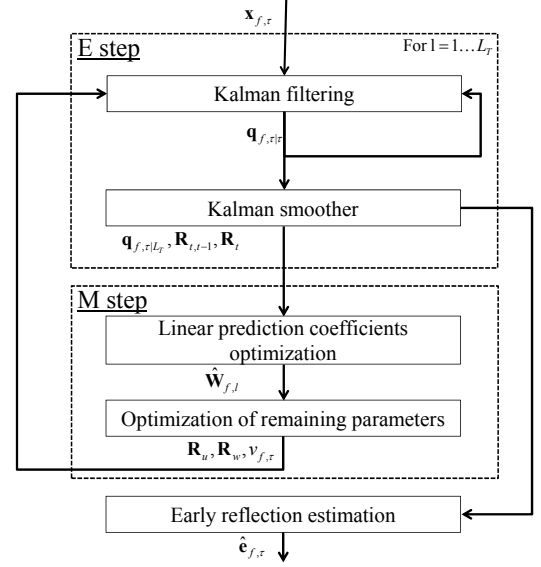 x_{f,τ}
E step
For l = 1…L_T
Kalman filtering
q_{f,τ|τ}
Kalman smoother
q_{f,τ|L_T}, R_{t,t−1}, R_t
M step
Linear prediction coefficients
optimization
Ŵ_{f,l}
Optimization of remaining parameters
R_u, R_w, v_{f,τ}
Early reflection estimation
ê_{f,τ}